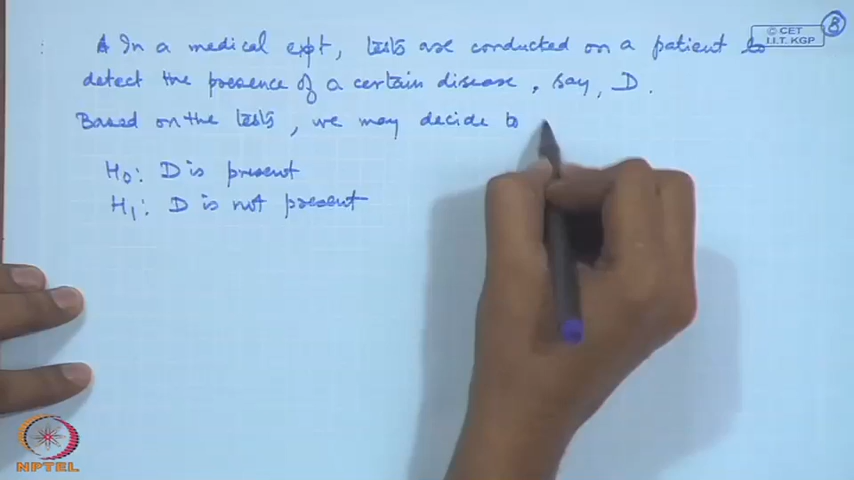 © CET
I.I.T. KGP
8
In a medical expt, tests are conducted on a patient to
detect the presence of a certain disease, say, D.
Based on the tests, we may decide to
H0: D is present
H1: D is not present
NPTEL